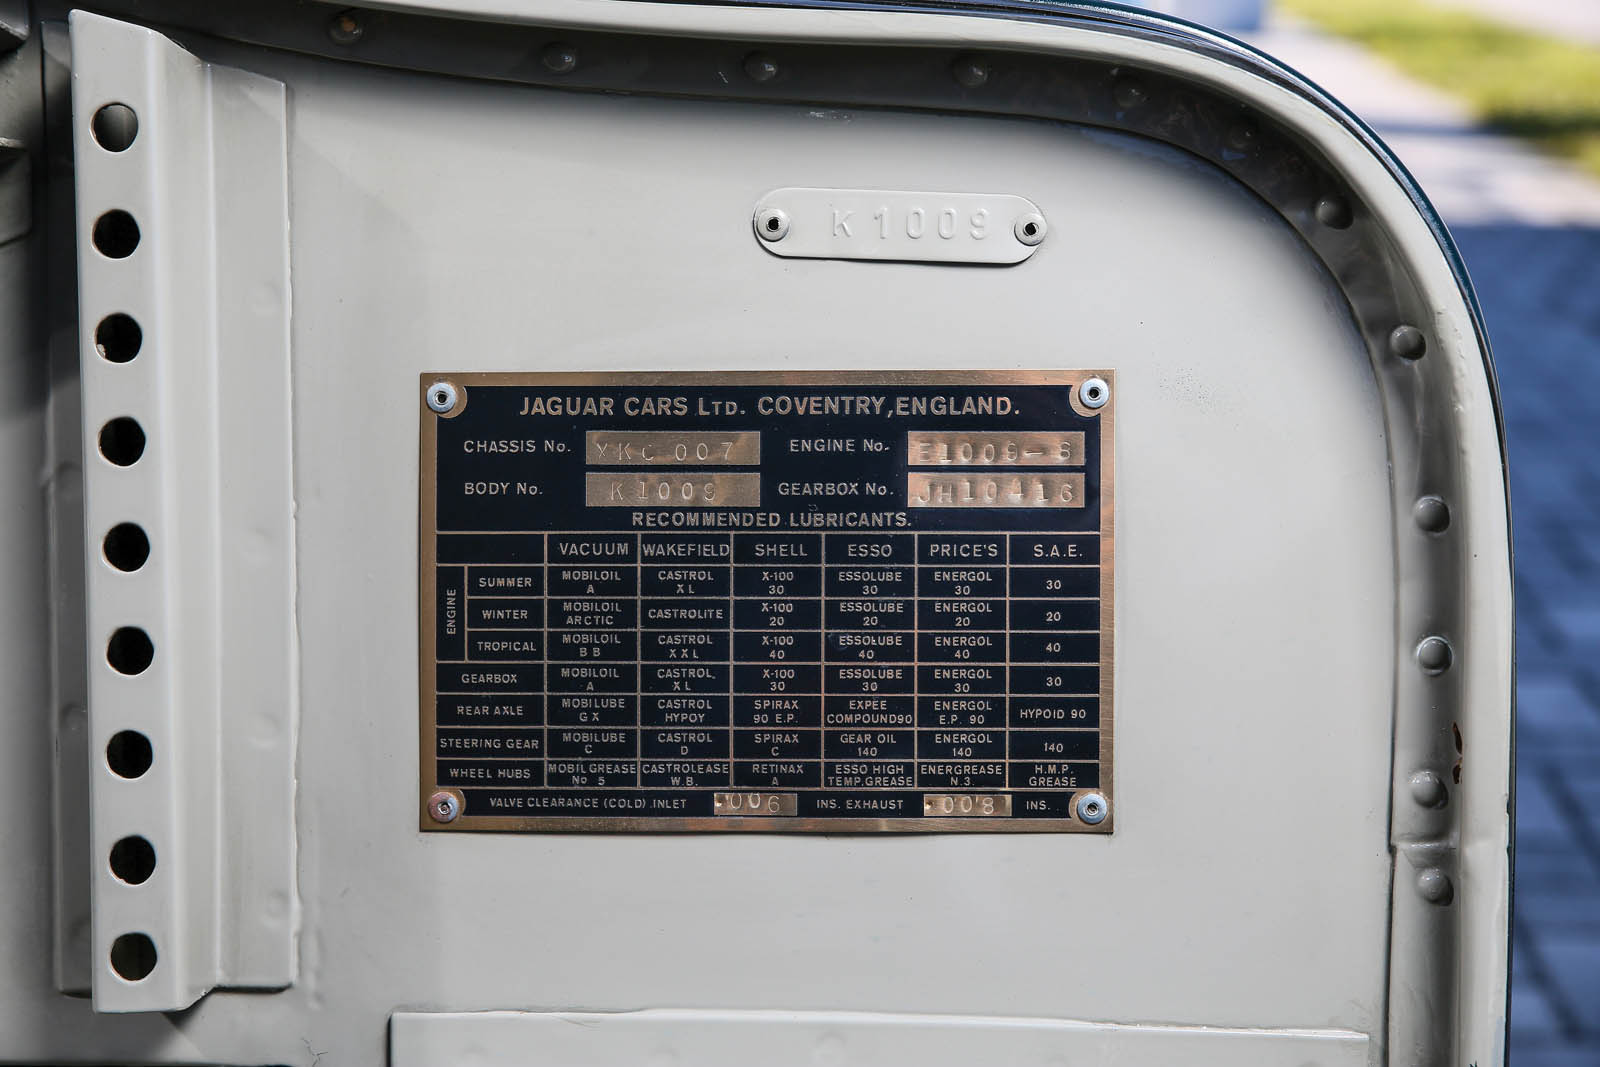 K1009
JAGUAR CARS LTD. COVENTRY, ENGLAND.
CHASSIS No. XKC 007 ENGINE No. E1009-8
BODY No. K1009 GEARBOX No. JH10416
RECOMMENDED LUBRICANTS.
VACUUM WAKEFIELD SHELL ESSO PRICE'S S.A.E.
ENGINE
SUMMER MOBILOIL A CASTROL XL X-100 30 ESSOLUBE 30 ENERGOL 30 30
WINTER MOBILOIL ARCTIC CASTROLITE X-100 20 ESSOLUBE 20 ENERGOL 20 20
TROPICAL MOBILOIL BB CASTROL XXL X-100 40 ESSOLUBE 40 ENERGOL 40 40
GEARBOX MOBILOIL A CASTROL XL X-100 30 ESSOLUBE 30 ENERGOL 30 30
REAR AXLE MOBILUBE GX CASTROL HYPOY SPIRAX 90 E.P. EXPEE COMPOUND90 ENERGOL E.P. 90 HYPOID 90
STEERING GEAR MOBILUBE C CASTROL D SPIRAX C GEAR OIL 140 ENERGOL 140 140
WHEEL HUBS MOBILGREASE No 5 CASTROLEASE W.B. RETINAX A ESSO HIGH TEMP.GREASE ENERGREASE N.3. H.M.P. GREASE
VALVE CLEARANCE (COLD) INLET .006 INS. EXHAUST .008 INS.